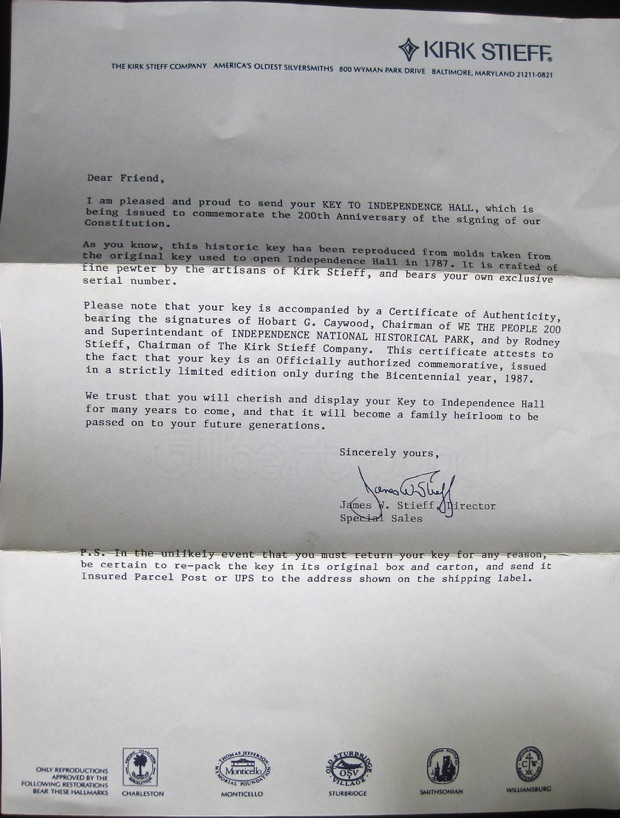 KIRK STIEFF®
THE KIRK STIEFF COMPANY AMERICA'S OLDEST SILVERSMITHS 800 WYMAN PARK DRIVE BALTIMORE, MARYLAND 21211-0821
Dear Friend,
I am pleased and proud to send your KEY TO INDEPENDENCE HALL, which is
being issued to commemorate the 200th Anniversary of the signing of our
Constitution.
As you know, this historic key has been reproduced from molds taken from
the original key used to open Independence Hall in 1787. It is crafted of
fine pewter by the artisans of Kirk Stieff, and bears your own exclusive
serial number.
Please note that your key is accompanied by a Certificate of Authenticity,
bearing the signatures of Hobart G. Caywood, Chairman of WE THE PEOPLE 200
and Superintendant of INDEPENDENCE NATIONAL HISTORICAL PARK, and by Rodney
Stieff, Chairman of The Kirk Stieff Company. This certificate attests to
the fact that your key is an Officially authorized commemorative, issued
in a strictly limited edition only during the Bicentennial year, 1987.
We trust that you will cherish and display your Key to Independence Hall
for many years to come, and that it will become a family heirloom to be
passed on to your future generations.
Sincerely yours,
James W. Stieff
James W. Stieff, Director
Special Sales
P.S. In the unlikely event that you must return your key for any reason,
be certain to re-pack the key in its original box and carton, and send it
Insured Parcel Post or UPS to the address shown on the shipping label.
ONLY REPRODUCTIONS
APPROVED BY THE
FOLLOWING RESTORATIONS
BEAR THESE HALLMARKS
CHARLESTON
THOMAS JEFFERSON
Monticello
MEMORIAL FOUNDATION
MONTICELLO
OLD STURBRIDGE
OSV
VILLAGE
STURBRIDGE
SMITHSONIAN
CW
WILLIAMSBURG